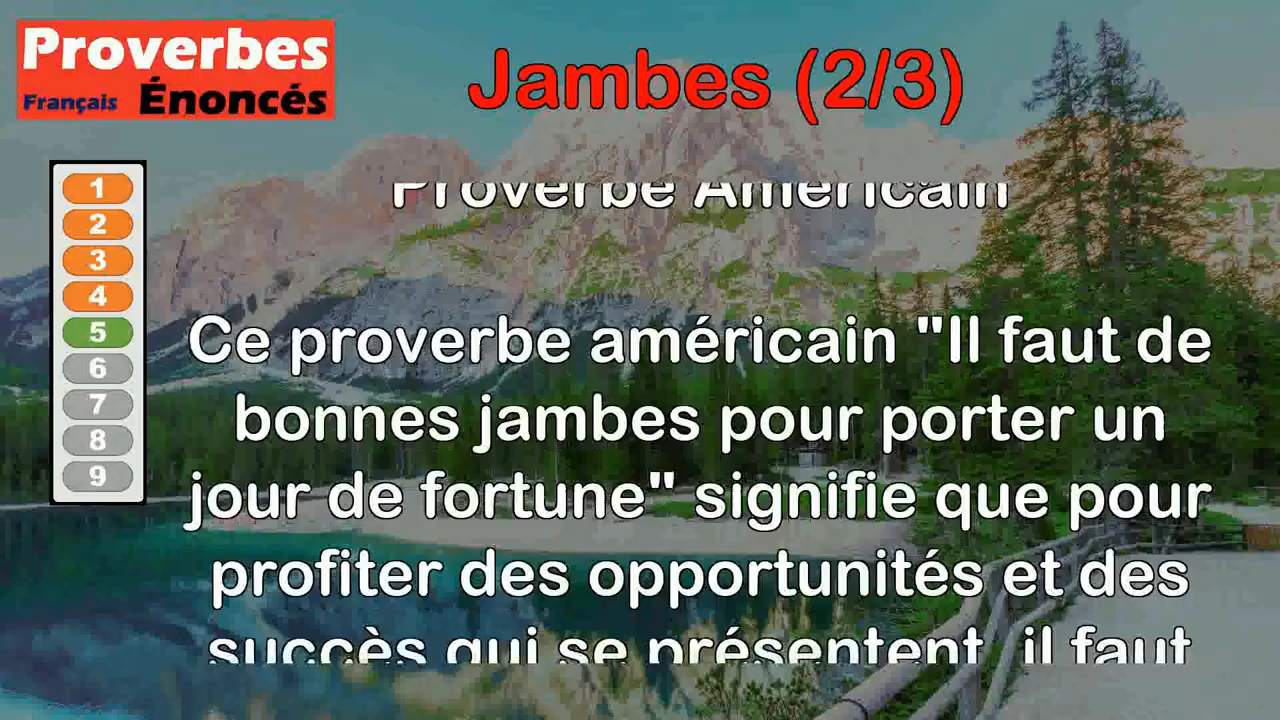 Proverbes
Français Énoncés
Jambes (2/3)
1
2
3
4
5
6
7
8
9
Proverbe Américain
Ce proverbe américain "Il faut de
bonnes jambes pour porter un
jour de fortune" signifie que pour
profiter des opportunités et des
succès qui se présentent, il faut